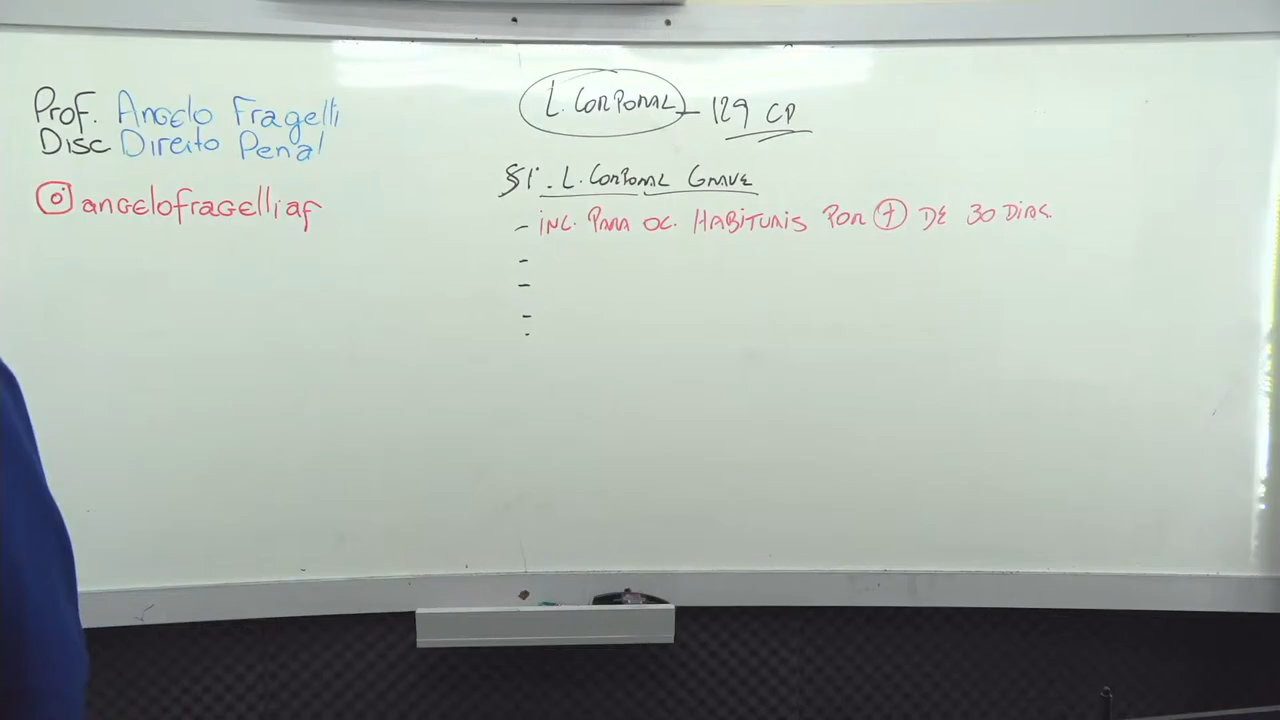 Prof. Angelo Fragelli
Disc Direito Penal
angelofragelliaf
L. CORPORAL - 129 CP
§1º. L. CORPORAL GRAVE
- INC. PARA OC. HABITUAIS POR + DE 30 DIAS.
-
-
-